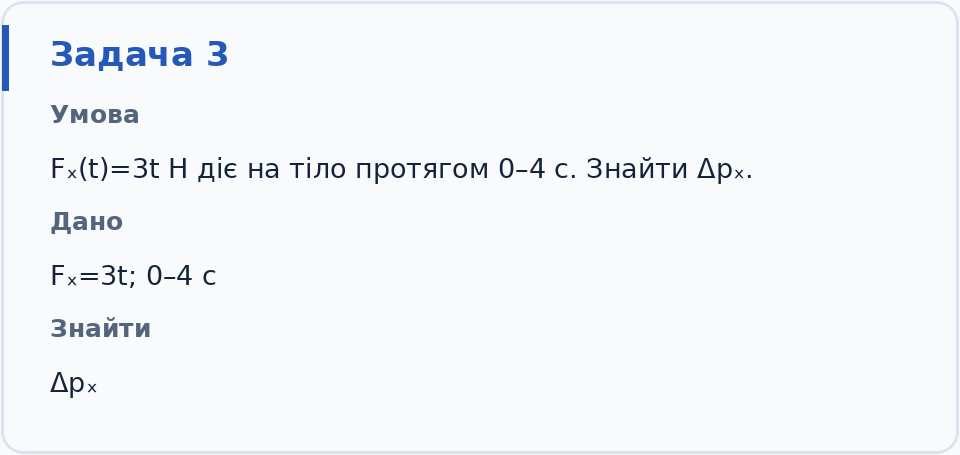 Задача 3
Умова
Fₓ(t)=3t Н діє на тіло протягом 0–4 с. Знайти Δpₓ.
Дано
Fₓ=3t; 0–4 с
Знайти
Δpₓ